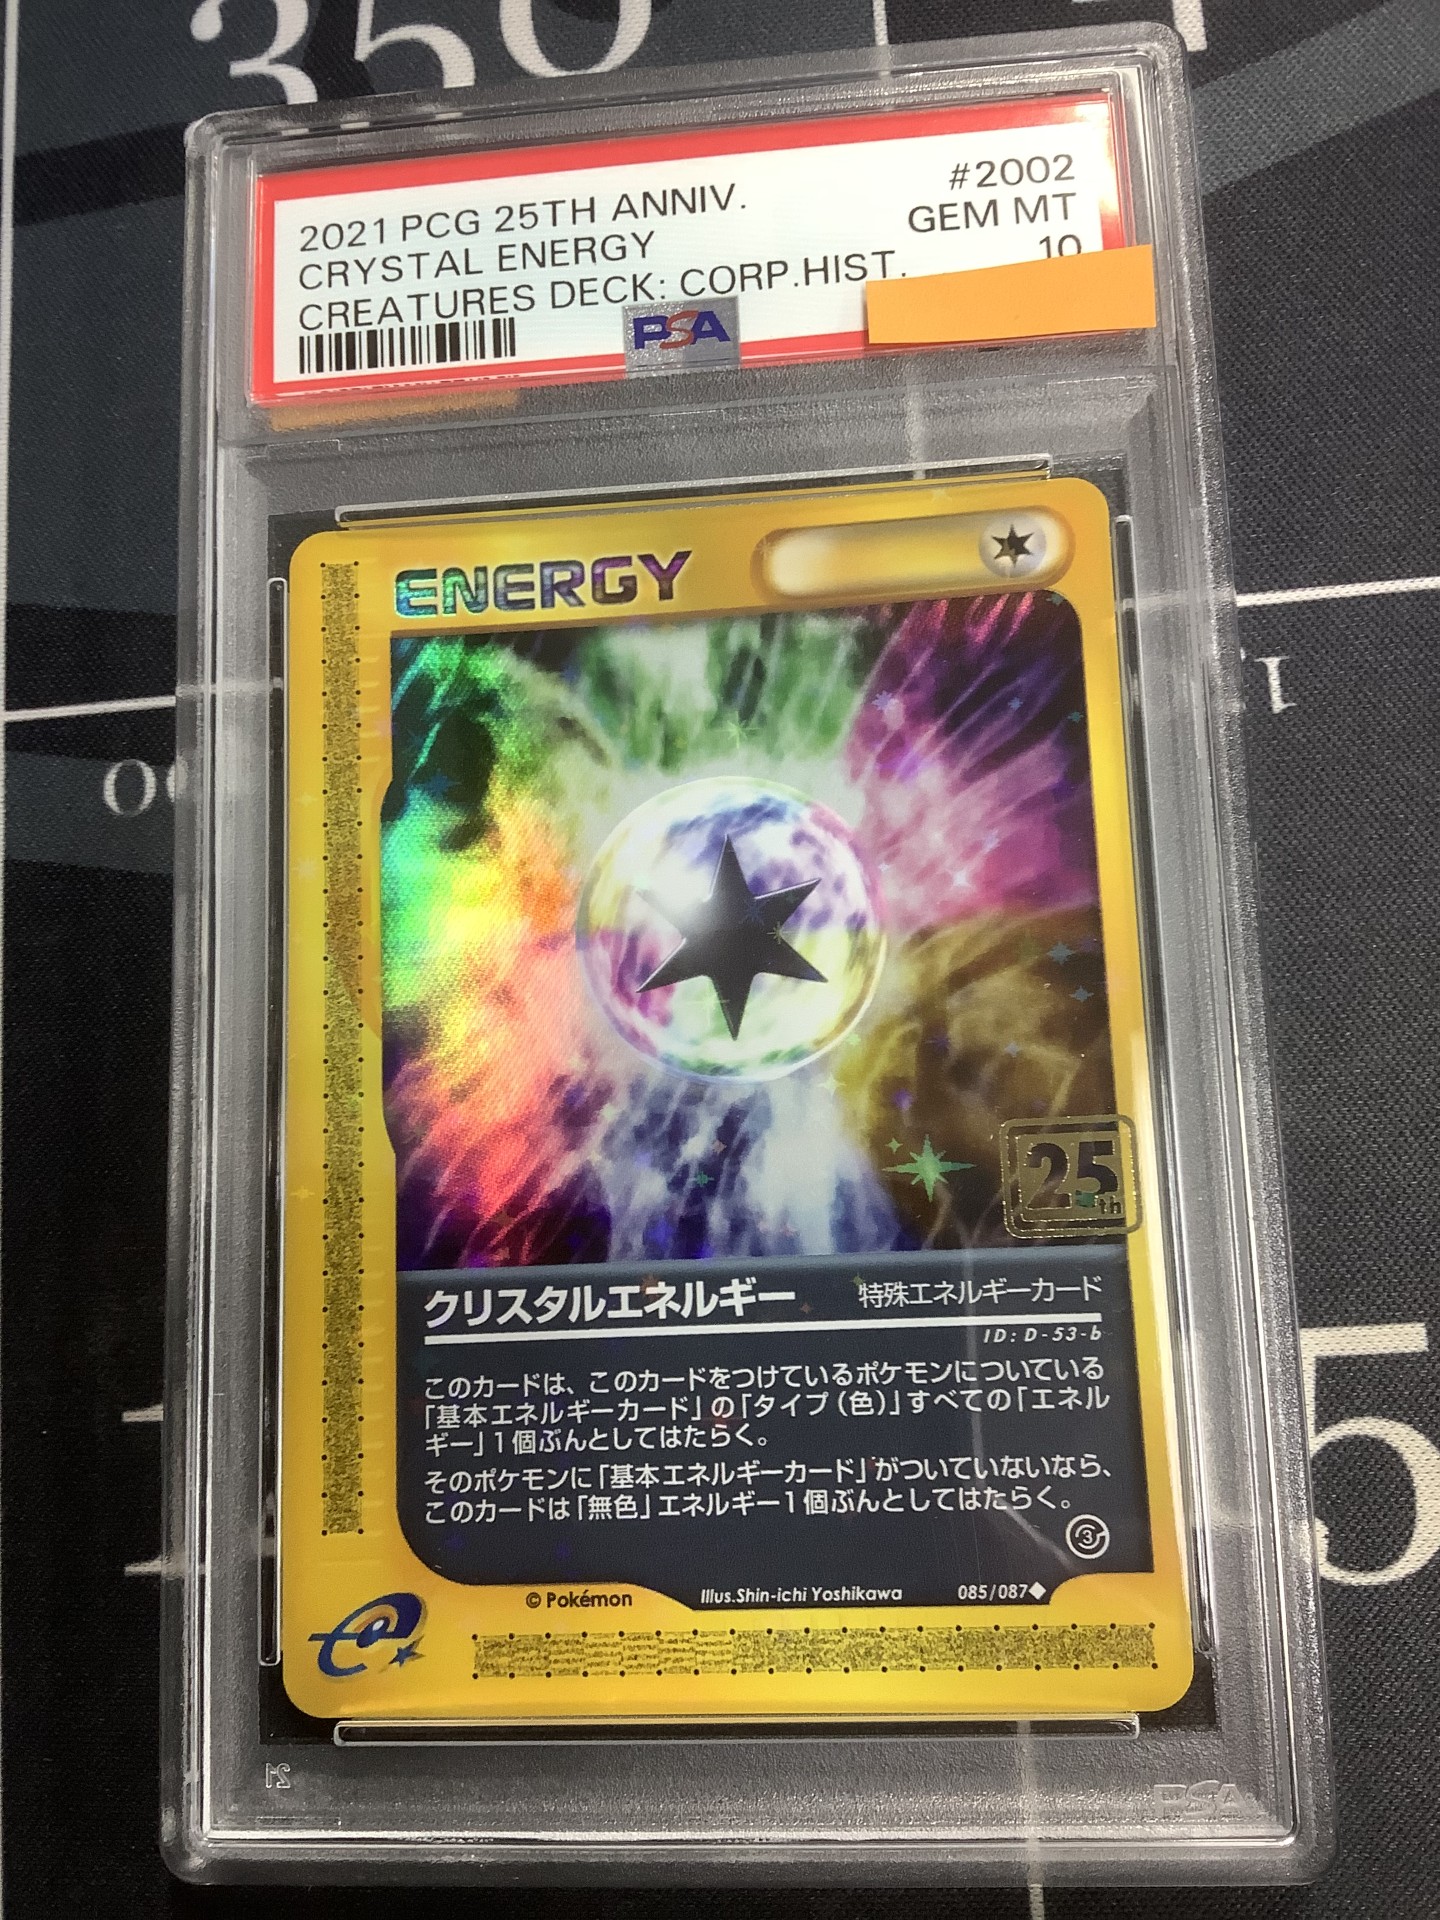 350
2021 PCG 25TH ANNIV.
#2002
CRYSTAL ENERGY
GEM MT
CREATURES DECK: CORP.HIST.
10
PSA
ENERGY
25th
クリスタルエネルギー
特殊エネルギーカード
ID: D-53-b
このカードは、このカードをつけているポケモンについている
「基本エネルギーカード」の「タイプ(色)」すべての「エネル
ギー」1個ぶんとしてはたらく。
そのポケモンに「基本エネルギーカード」がついていないなら、
このカードは「無色」エネルギー1個ぶんとしてはたらく。
3
© Pokémon
Illus.Shin-ichi Yoshikawa
085/087◆
e
PSA